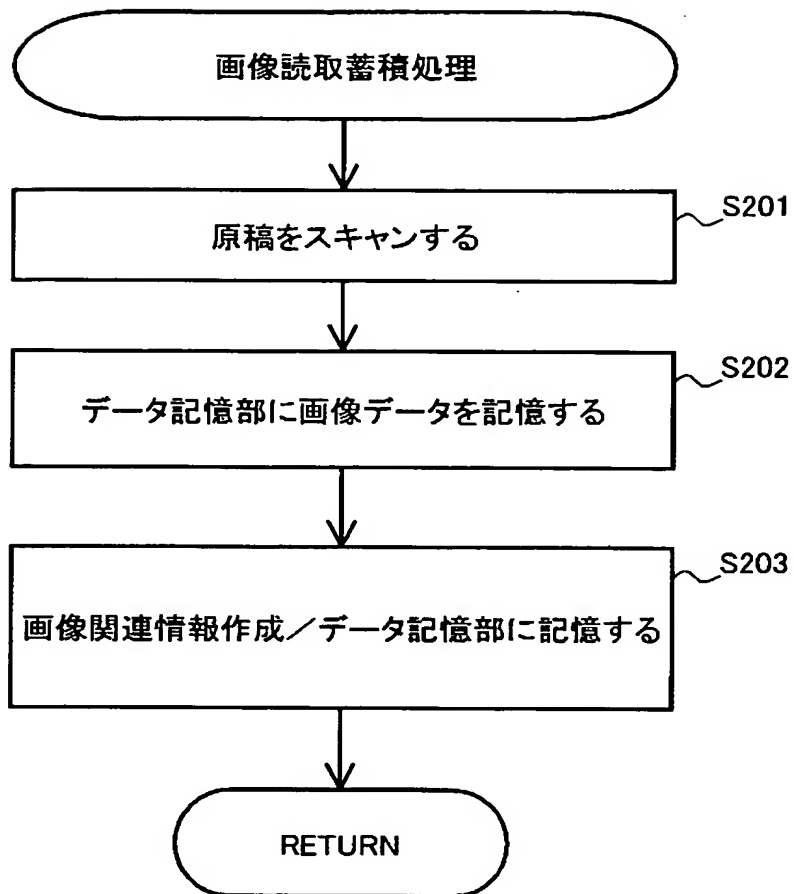 画像読取蓄積処理
原稿をスキャンする
S201
データ記憶部に画像データを記憶する
S202
画像関連情報作成／データ記憶部に記憶する
S203
RETURN